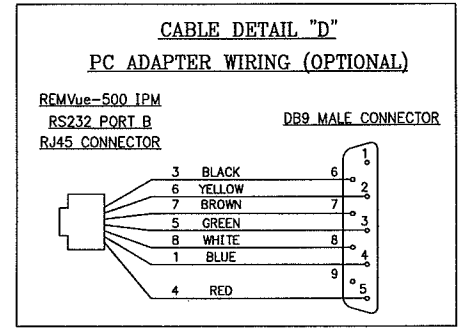 CABLE DETAIL "D"
PC ADAPTER WIRING (OPTIONAL)
REMVue-500 IPM
RS232 PORT B
RJ45 CONNECTOR
DB9 MALE CONNECTOR
1
3 BLACK 6
6 YELLOW 2
7 BROWN 7
5 GREEN 3
8 WHITE 8
1 BLUE 4
9
4 RED 5